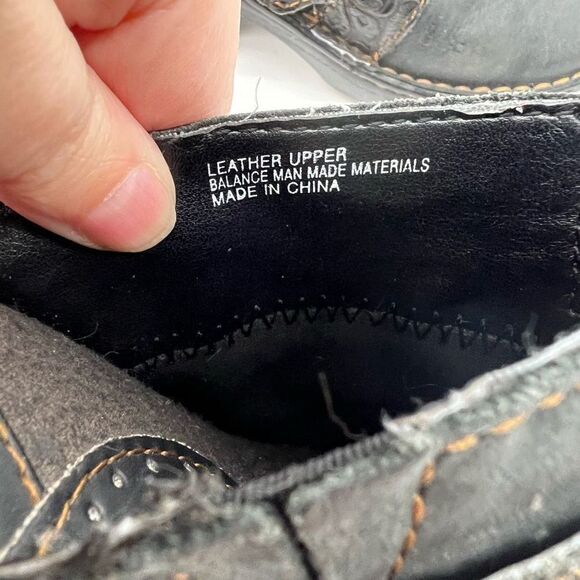 LEATHER UPPER
BALANCE MAN MADE MATERIALS
MADE IN CHINA